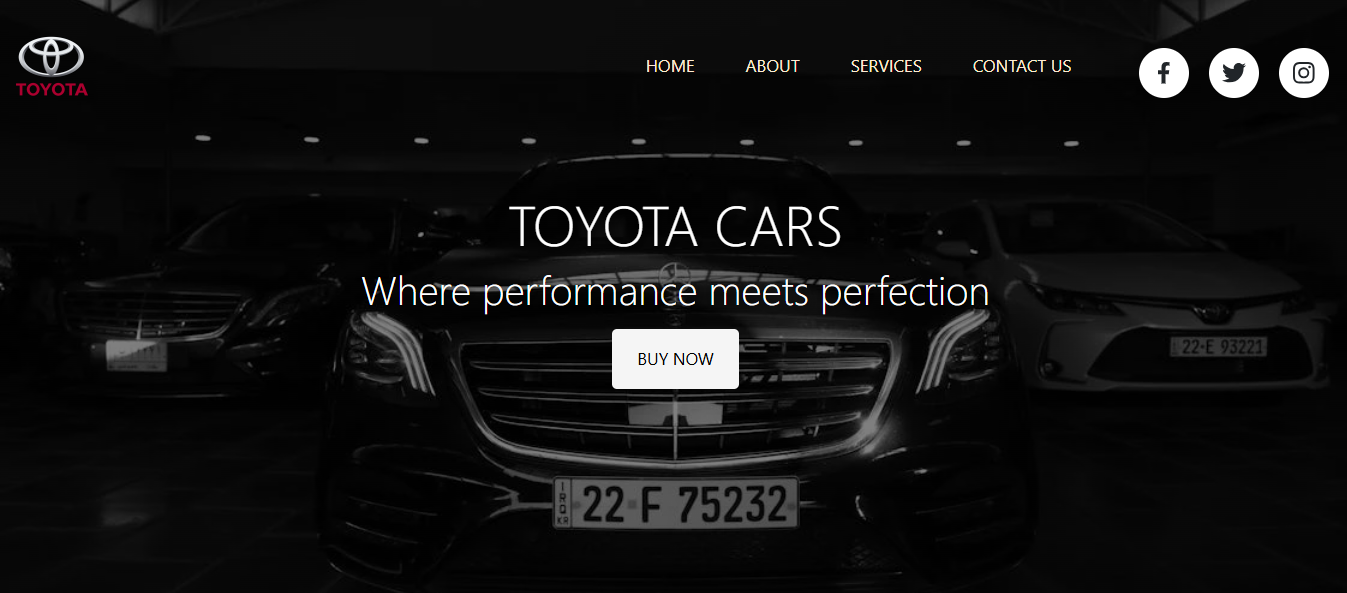 TOYOTA
HOME
ABOUT
SERVICES
CONTACT US
TOYOTA CARS
Where performance meets perfection
BUY NOW
22-E 93221
IRQ KR 22 F 75232